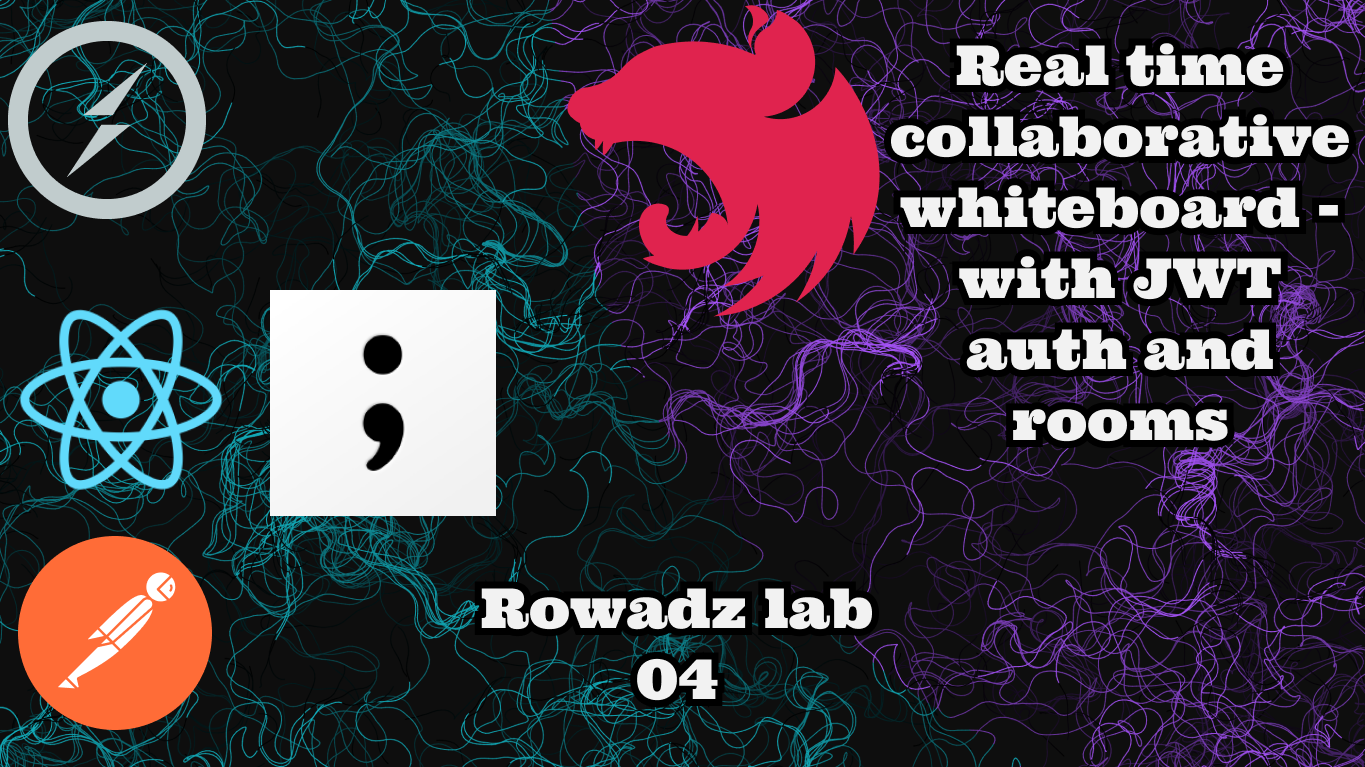 Real time
collaborative
whiteboard -
with JWT
auth and
rooms
;
Rowadz lab
04